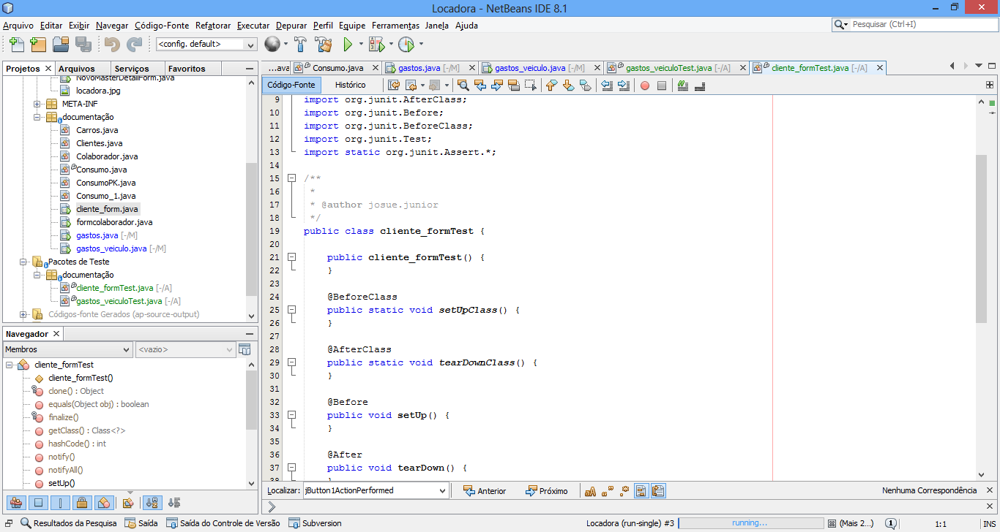 Locadora - NetBeans IDE 8.1
Arquivo Editar Exibir Navegar Código-Fonte Refatorar Executar Depurar Perfil Equipe Ferramentas Janela Ajuda
Pesquisar (Ctrl+I)
<config. default>
Projetos Arquivos Serviços Favoritos
NovoMasterDetailForm.java
locadora.jpg
META-INF
documentação
Carros.java
Clientes.java
Colaborador.java
Consumo.java
ConsumoPK.java
Consumo_1.java
cliente_form.java
formcolaborador.java
gastos.java [-/M]
gastos_veiculo.java [-/M]
Pacotes de Teste
documentação
cliente_formTest.java [-/A]
gastos_veiculoTest.java [-/A]
Códigos-fonte Gerados (ap-source-output)
Navegador
Membros
<vazio>
cliente_formTest
cliente_formTest()
clone() : Object
equals(Object obj) : boolean
finalize()
getClass() : Class<?>
hashCode() : int
notify()
notifyAll()
setUp()
...ava Consumo.java gastos.java [-/M] gastos_veiculo.java [-/M] gastos_veiculoTest.java [-/A] cliente_formTest.java [-/A]
Código-Fonte Histórico
9 import org.junit.AfterClass;
10 import org.junit.Before;
11 import org.junit.BeforeClass;
12 import org.junit.Test;
13 import static org.junit.Assert.*;
14
15 /**
16 *
17 * @author josue.junior
18 */
19 public class cliente_formTest {
20
21 public cliente_formTest() {
22 }
23
24 @BeforeClass
25 public static void setUpClass() {
26 }
27
28 @AfterClass
29 public static void tearDownClass() {
30 }
31
32 @Before
33 public void setUp() {
34 }
35
36 @After
37 public void tearDown() {
38 }
Localizar: jButton1ActionPerformed Anterior Próximo Nenhuma Correspondência
Resultados da Pesquisa Saída Saída do Controle de Versão Subversion
Locadora (run-single) #3 running... (Mais 2...) 1 1:1 INS